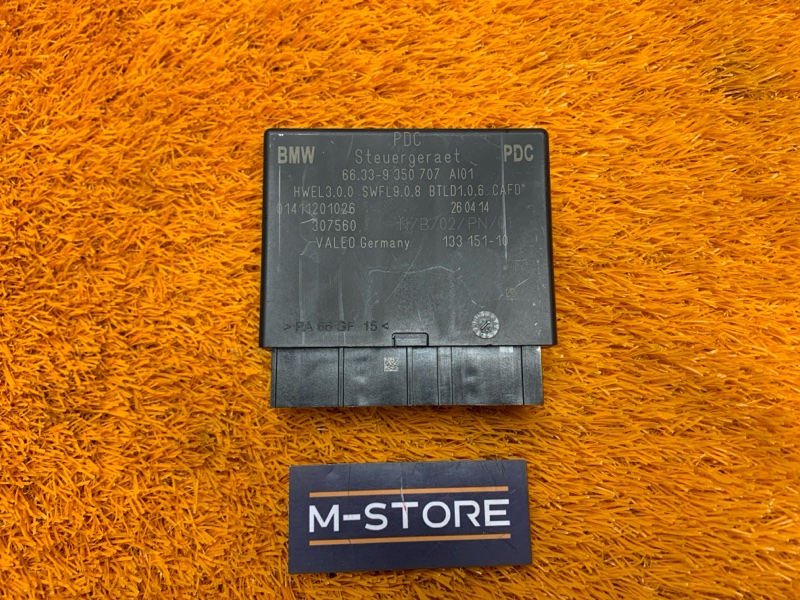 PDC
BMW Steuergeraet PDC
66.33-9 350 707 AI01
HWEL3.0.0 SWFL9.0.8 BTLD1.0.6 CAFD*
01411201026 26.04.14
307560
VALEO.Germany 133 151-10
> PA 66 GF 15 <
M-STORE